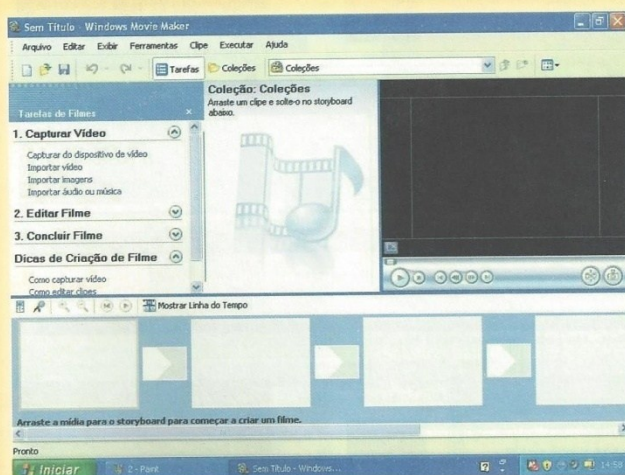 Sem Título - Windows Movie Maker
Arquivo Editar Exibir Ferramentas Clipe Executar Ajuda
Tarefas Coleções Coleções
Tarefas de Filmes
1. Capturar Vídeo
Capturar do dispositivo de vídeo
Importar vídeo
Importar imagens
Importar áudio ou música
2. Editar Filme
3. Concluir Filme
Dicas de Criação de Filme
Como capturar vídeo
Como editar clipes
Coleção: Coleções
Arraste um clipe e solte-o no storyboard
abaixo.
Mostrar Linha do Tempo
Arraste a mídia para o storyboard para começar a criar um filme.
Pronto
Iniciar 2 - Paint Sem Título - Windows... 14:58